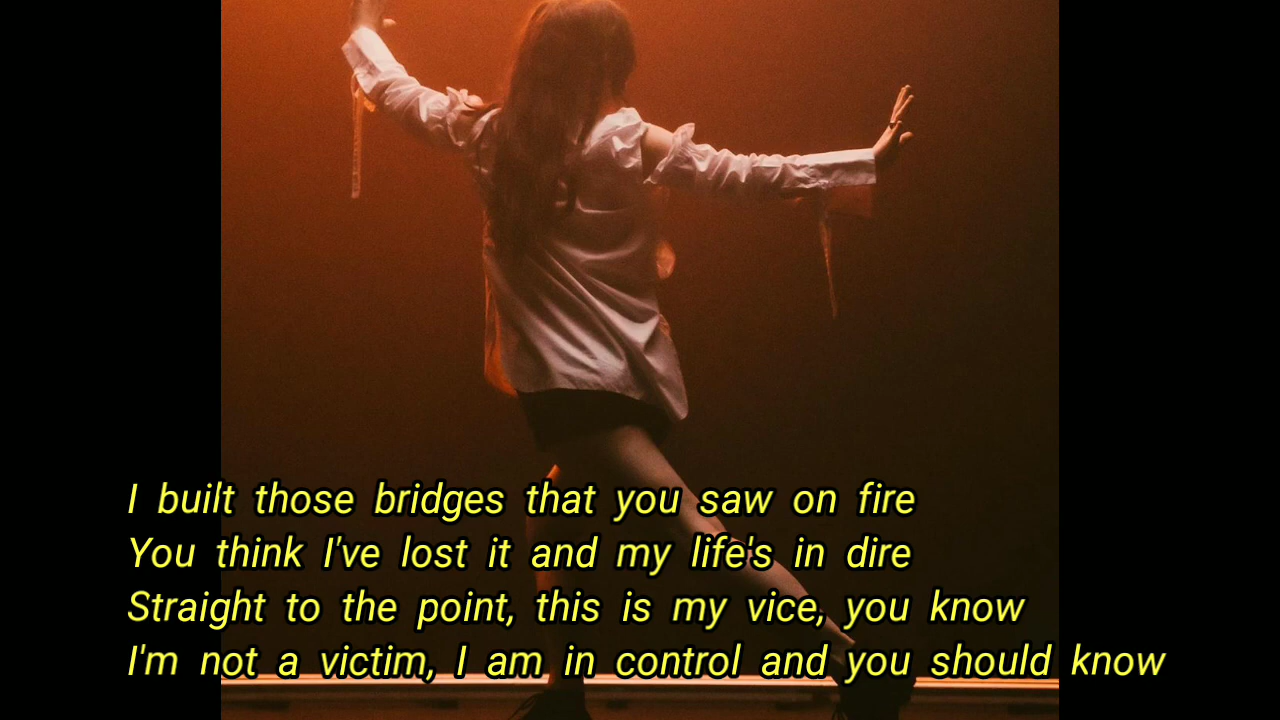 I built those bridges that you saw on fire
You think I've lost it and my life's in dire
Straight to the point, this is my vice, you know
I'm not a victim, I am in control and you should know